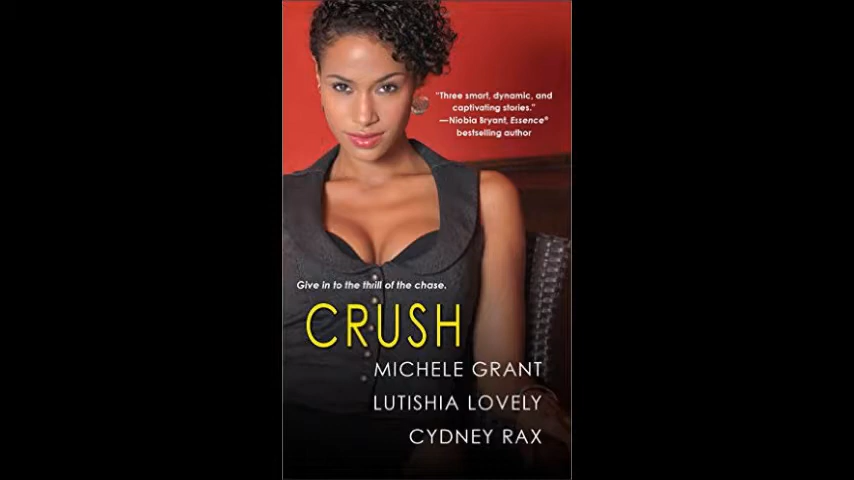 "Three smart, dynamic, and
captivating stories."
—Niobia Bryant, Essence®
bestselling author
Give in to the thrill of the chase.
CRUSH
MICHELE GRANT
LUTISHIA LOVELY
CYDNEY RAX